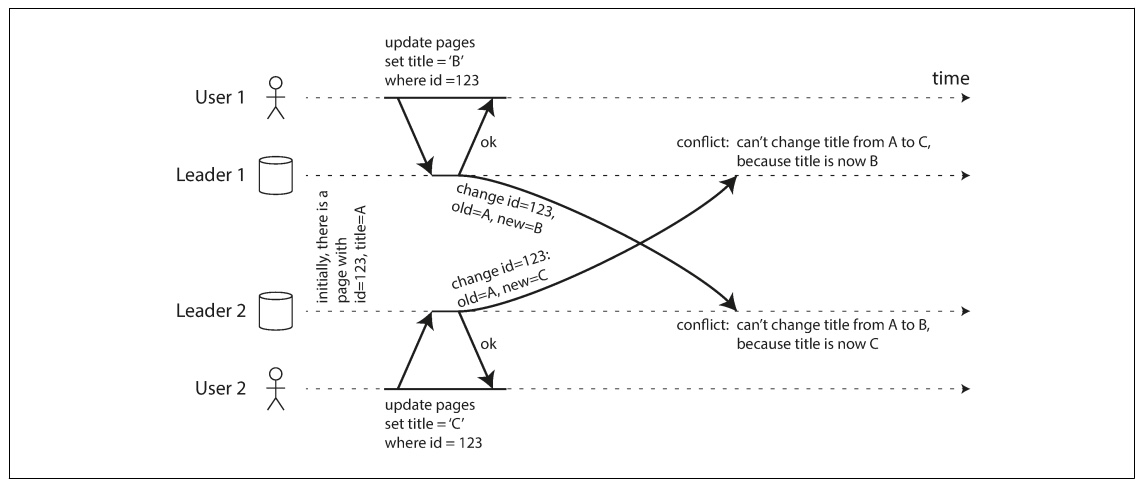 update pages
set title = ‘B’
where id =123
time
User 1
ok
conflict: can’t change title from A to C,
because title is now B
Leader 1
change id=123,
old=A, new=B
initially, there is a
page with
id=123, title=A
change id=123:
old=A, new=C
Leader 2
conflict: can’t change title from A to B,
because title is now C
ok
User 2
update pages
set title = ‘C’
where id = 123